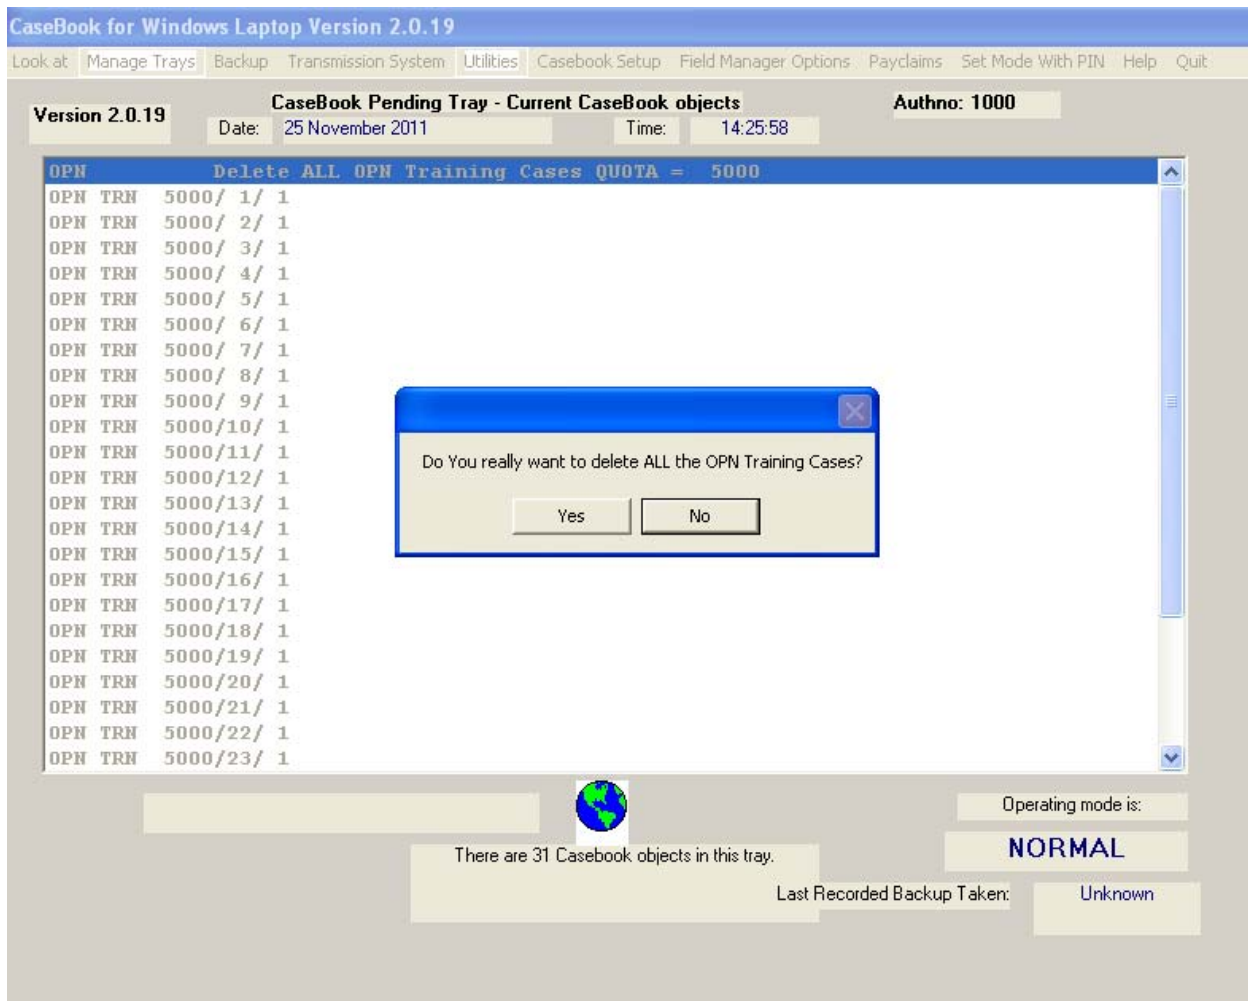 CaseBook for Windows Laptop Version 2.0.19
Look at Manage Trays Backup Transmission System Utilities Casebook Setup Field Manager Options Payclaims Set Mode With PIN Help Quit
Version 2.0.19 CaseBook Pending Tray - Current CaseBook objects Authno: 1000
Date: 25 November 2011 Time: 14:25:58
OPN Delete ALL OPN Training Cases QUOTA = 5000
OPN TRN 5000/ 1/ 1
OPN TRN 5000/ 2/ 1
OPN TRN 5000/ 3/ 1
OPN TRN 5000/ 4/ 1
OPN TRN 5000/ 5/ 1
OPN TRN 5000/ 6/ 1
OPN TRN 5000/ 7/ 1
OPN TRN 5000/ 8/ 1
OPN TRN 5000/ 9/ 1
OPN TRN 5000/10/ 1
OPN TRN 5000/11/ 1
OPN TRN 5000/12/ 1
OPN TRN 5000/13/ 1
OPN TRN 5000/14/ 1
OPN TRN 5000/15/ 1
OPN TRN 5000/16/ 1
OPN TRN 5000/17/ 1
OPN TRN 5000/18/ 1
OPN TRN 5000/19/ 1
OPN TRN 5000/20/ 1
OPN TRN 5000/21/ 1
OPN TRN 5000/22/ 1
OPN TRN 5000/23/ 1
Do You really want to delete ALL the OPN Training Cases?
Yes No
Operating mode is:
NORMAL
There are 31 Casebook objects in this tray.
Last Recorded Backup Taken: Unknown